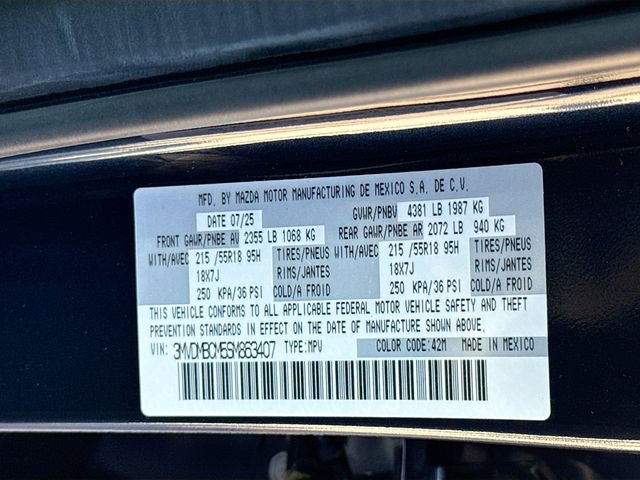 MFD. BY MAZDA MOTOR MANUFACTURING DE MEXICO S.A. DE C.V.
DATE 07/25 GVWR/PNBV 4381 LB 1987 KG
FRONT GAWR/PNBE AV 2355 LB 1068 KG REAR GAWR/PNBE AR 2072 LB 940 KG
WITH/AVEC 215 /55R18 95H TIRES/PNEUS WITH/AVEC 215 /55R18 95H TIRES/PNEUS
18X7J RIMS/JANTES 18X7J RIMS/JANTES
250 KPA/36 PSI COLD/A FROID 250 KPA/36 PSI COLD/A FROID
THIS VEHICLE CONFORMS TO ALL APPLICABLE FEDERAL MOTOR VEHICLE SAFETY AND THEFT
PREVENTION STANDARDS IN EFFECT ON THE DATE OF MANUFACTURE SHOWN ABOVE.
VIN: 3MVDMBCM5SM863407 TYPE:MPV COLOR CODE:42M MADE IN MEXICO